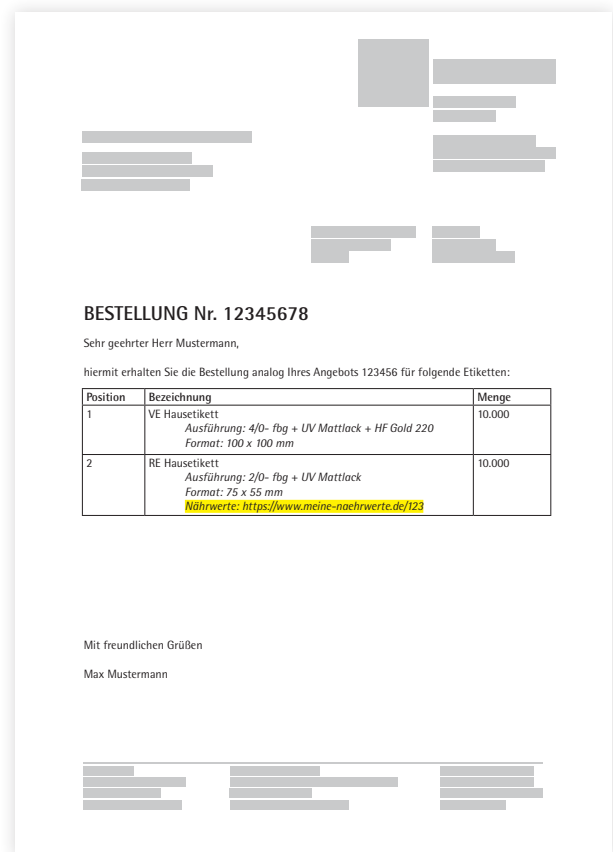 BESTELLUNG Nr. 12345678
Sehr geehrter Herr Mustermann,
hiermit erhalten Sie die Bestellung analog Ihres Angebots 123456 für folgende Etiketten:
Position Bezeichnung Menge
1 VE Hausetikett 10.000
Ausführung: 4/0- fbg + UV Mattlack + HF Gold 220
Format: 100 x 100 mm
2 RE Hausetikett 10.000
Ausführung: 2/0- fbg + UV Mattlack
Format: 75 x 55 mm
Nährwerte: https://www.meine-naehrwerte.de/123
Mit freundlichen Grüßen
Max Mustermann